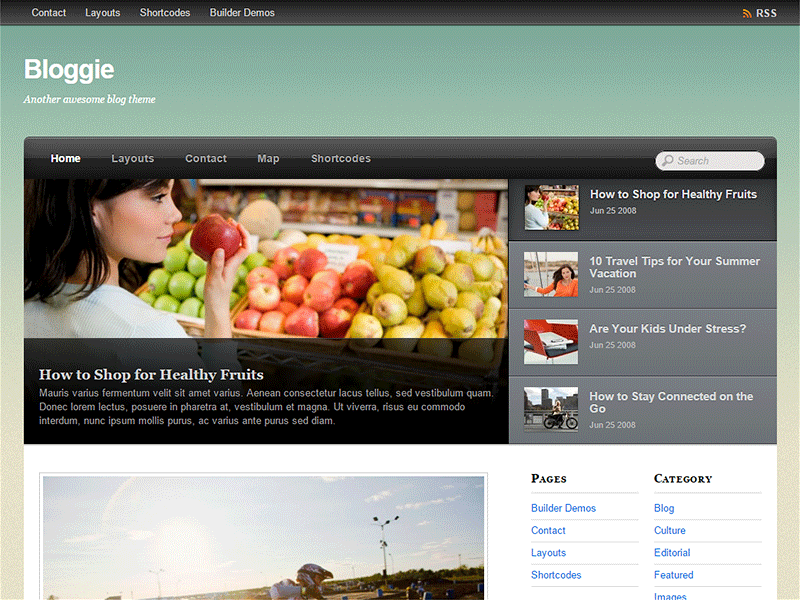 Contact Layouts Shortcodes Builder Demos RSS
Bloggie
Another awesome blog theme
Home Layouts Contact Map Shortcodes Search
How to Shop for Healthy Fruits
Mauris varius fermentum velit sit amet varius. Aenean consectetur lacus tellus, sed vestibulum quam.
Donec lorem lectus, posuere in pharetra at, vestibulum et magna. Ut viverra, risus eu commodo
interdum, nunc ipsum mollis purus, ac varius ante purus sed diam.
How to Shop for Healthy Fruits
Jun 25 2008
10 Travel Tips for Your Summer
Vacation
Jun 25 2008
Are Your Kids Under Stress?
Jun 25 2008
How to Stay Connected on the
Go
Jun 25 2008
Pages
Builder Demos
Contact
Layouts
Shortcodes
Category
Blog
Culture
Editorial
Featured
Images